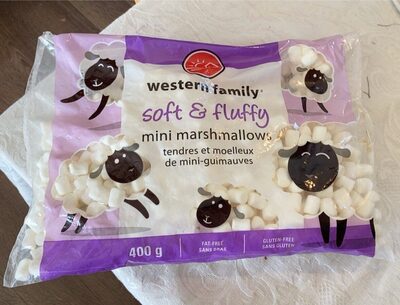 western family
soft & fluffy
mini marshmallows
tendres et moelleux
de mini-guimauves
400 g
FAT-FREE
SANS GRAS
GLUTEN-FREE
SANS GLUTEN